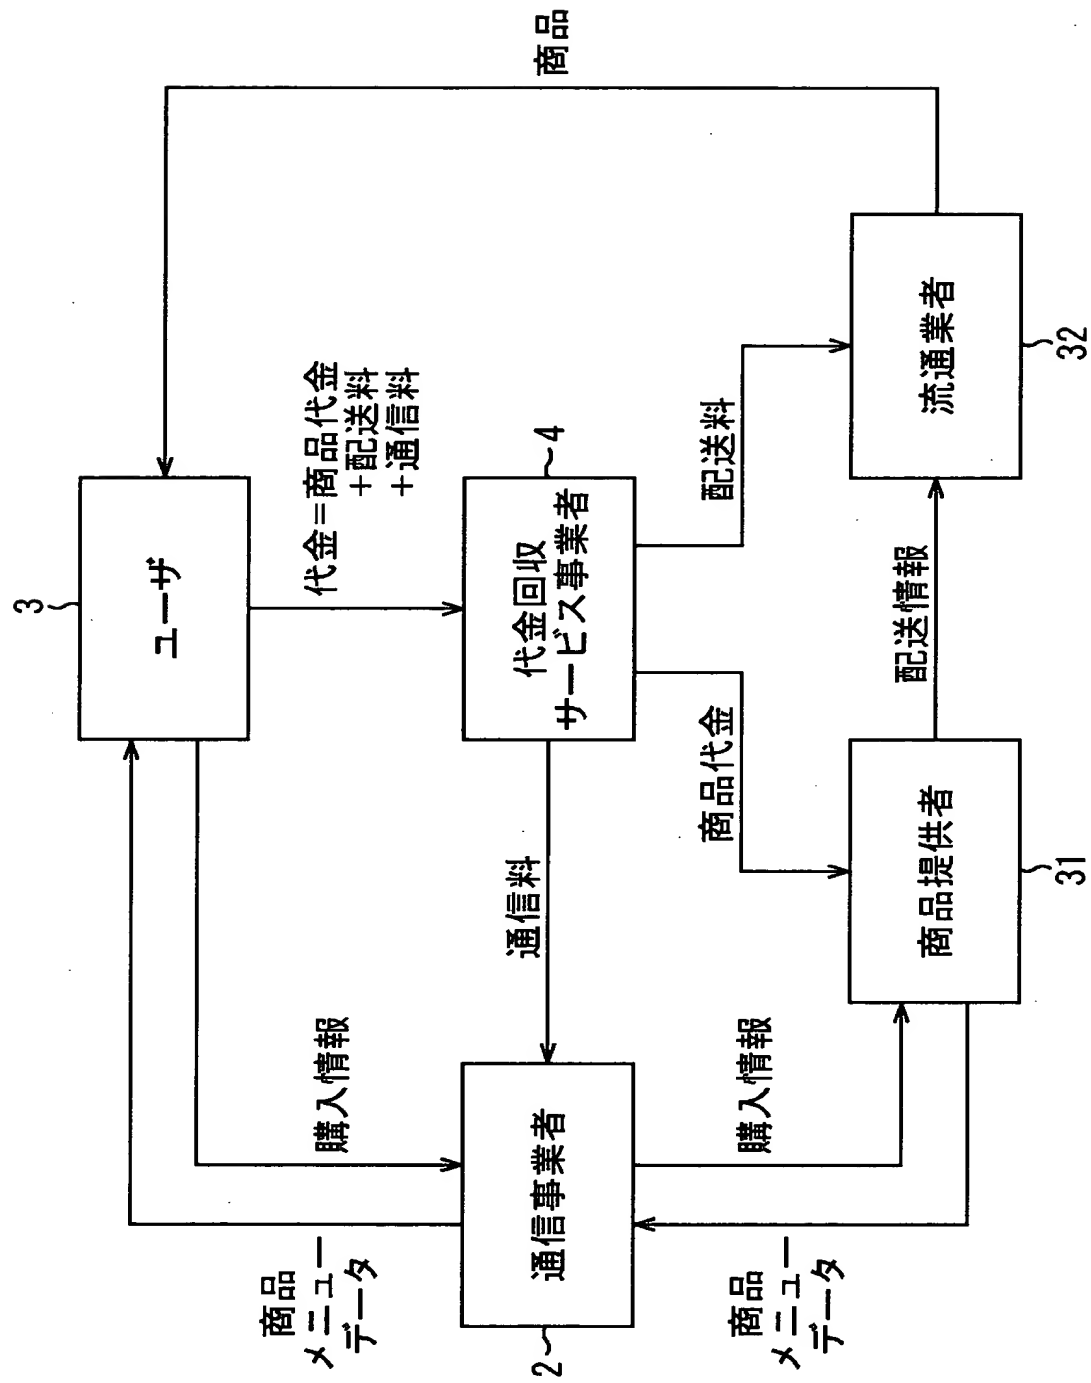 商品
メニュー
データ
購入情報
3
ユーザ
代金=商品代金
+配送料
+通信料
商品
2
通信事業者
通信料
代金回収
サービス事業者
4
商品
メニュー
データ
購入情報
商品代金
配送料
商品提供者
31
配送情報
流通業者
32